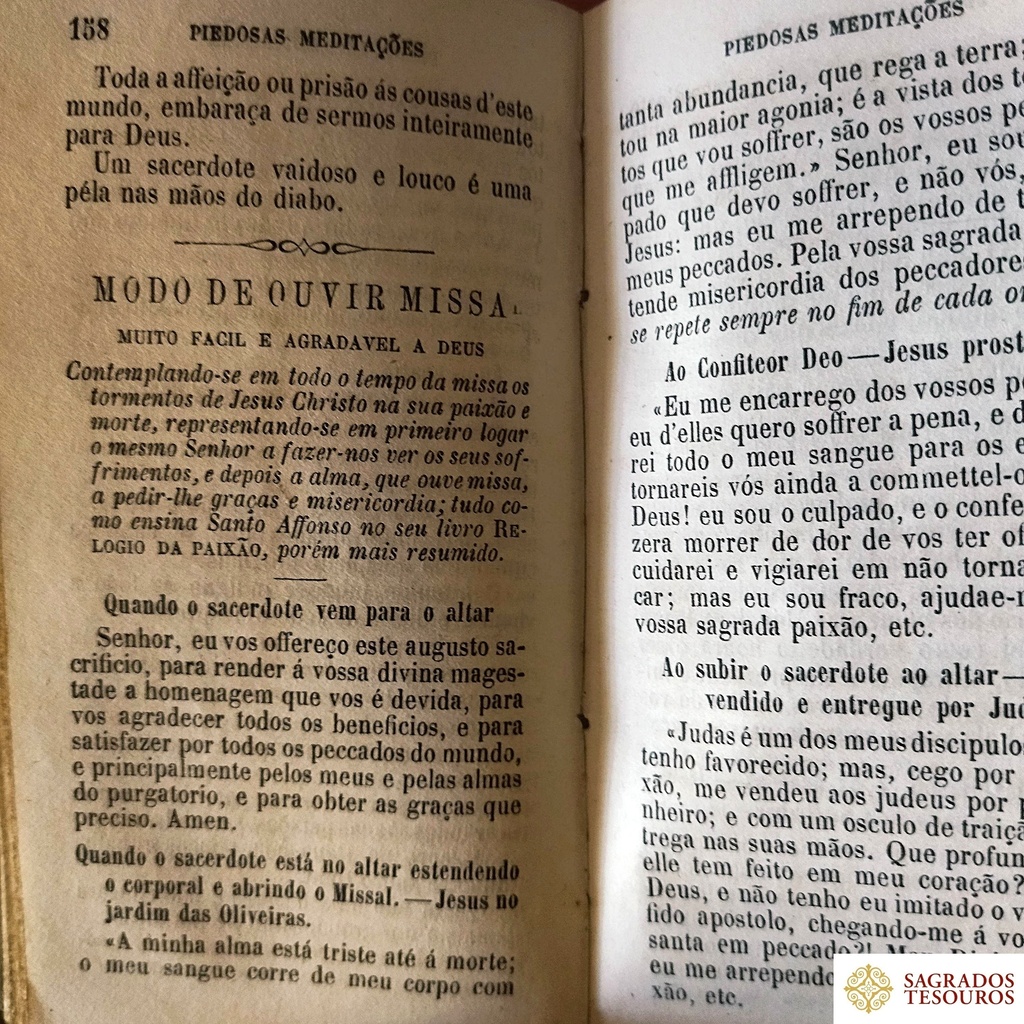 158 PIEDOSAS MEDITAÇÕES
Toda a affeição ou prisão ás cousas d'este
mundo, embaraça de sermos inteiramente
para Deus.
Um sacerdote vaidoso e louco é uma
péla nas mãos do diabo.
MODO DE OUVIR MISSA
MUITO FACIL E AGRADAVEL A DEUS
Contemplando-se em todo o tempo da missa os
tormentos de Jesus Christo na sua paixão e
morte, representando-se em primeiro logar
o mesmo Senhor a fazer-nos ver os seus sof-
frimentos, e depois a alma, que ouve missa,
a pedir-lhe graças e misericordia; tudo co-
mo ensina Santo Affonso no seu livro RE-
LOGIO DA PAIXÃO, porém mais resumido.
Quando o sacerdote vem para o altar
Senhor, eu vos offereço este augusto sa-
crificio, para render á vossa divina mages-
tade a homenagem que vos é devida, para
vos agradecer todos os beneficios, e para
satisfazer por todos os peccados do mundo,
e principalmente pelos meus e pelas almas
do purgatorio, e para obter as graças que
preciso. Amen.
Quando o sacerdote está no altar estendendo
o corporal e abrindo o Missal.—Jesus no
jardim das Oliveiras.
«A minha alma está triste até á morte;
o meu sangue corre de meu corpo com
PIEDOSAS MEDITAÇÕES
tanta abundancia, que rega a terra;
tou na maior agonia; é a vista dos
tos que vou soffrer, são os vossos
que me affligem.» Senhor, eu sou
pado que devo soffrer, e não vós,
Jesus: mas eu me arrependo de
meus peccados. Pela vossa sagrada
tende misericordia dos peccadore
se repete sempre no fim de cada
Ao Confiteor Deo—Jesus prost
«Eu me encarrego dos vossos
eu d'elles quero soffrer a pena, e
rei todo o meu sangue para os
tornareis vós ainda a commettel-o
Deus! eu sou o culpado, e o confe
zera morrer de dor de vos ter of
cuidarei e vigiarei em não torna
car; mas eu sou fraco, ajudae-
vossa sagrada paixão, etc.
Ao subir o sacerdote ao altar—
vendido e entregue por Jud
«Judas é um dos meus discipulo
tenho favorecido; mas, cego por
xão, me vendeu aos judeus por
nheiro; e com um osculo de traiçã
trega nas suas mãos. Que profun
elle tem feito em meu coração?
Deus, e não tenho eu imitado o
fido apostolo, chegando-me á vo
santa em peccado?!
eu me arrependo
xão, etc.
SAGRADOS
TESOUROS